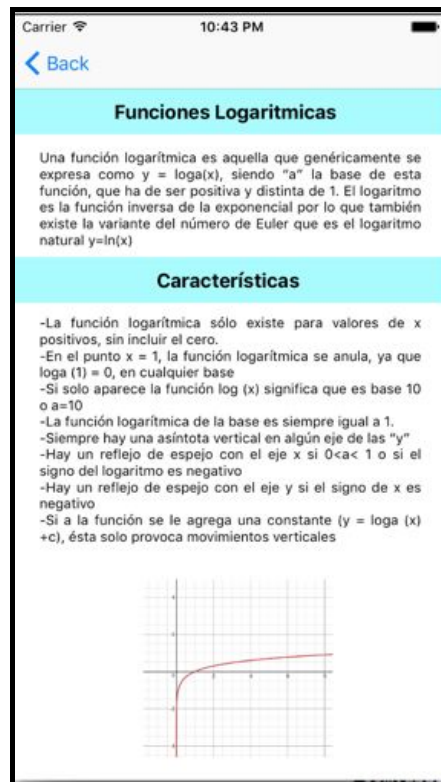 Carrier 10:43 PM
Back
Funciones Logaritmicas
Una función logarítmica es aquella que genéricamente se
expresa como y = loga(x), siendo “a” la base de esta
función, que ha de ser positiva y distinta de 1. El logaritmo
es la función inversa de la exponencial por lo que también
existe la variante del número de Euler que es el logaritmo
natural y=ln(x)
Características
-La función logarítmica sólo existe para valores de x
positivos, sin incluir el cero.
-En el punto x = 1, la función logarítmica se anula, ya que
loga (1) = 0, en cualquier base
-Si solo aparece la función log (x) significa que es base 10
o a=10
-La función logarítmica de la base es siempre igual a 1.
-Siempre hay una asíntota vertical en algún eje de las “y”
-Hay un reflejo de espejo con el eje x si 0<a< 1 o si el
signo del logaritmo es negativo
-Hay un reflejo de espejo con el eje y si el signo de x es
negativo
-Si a la función se le agrega una constante (y = loga (x)
+c), ésta solo provoca movimientos verticales